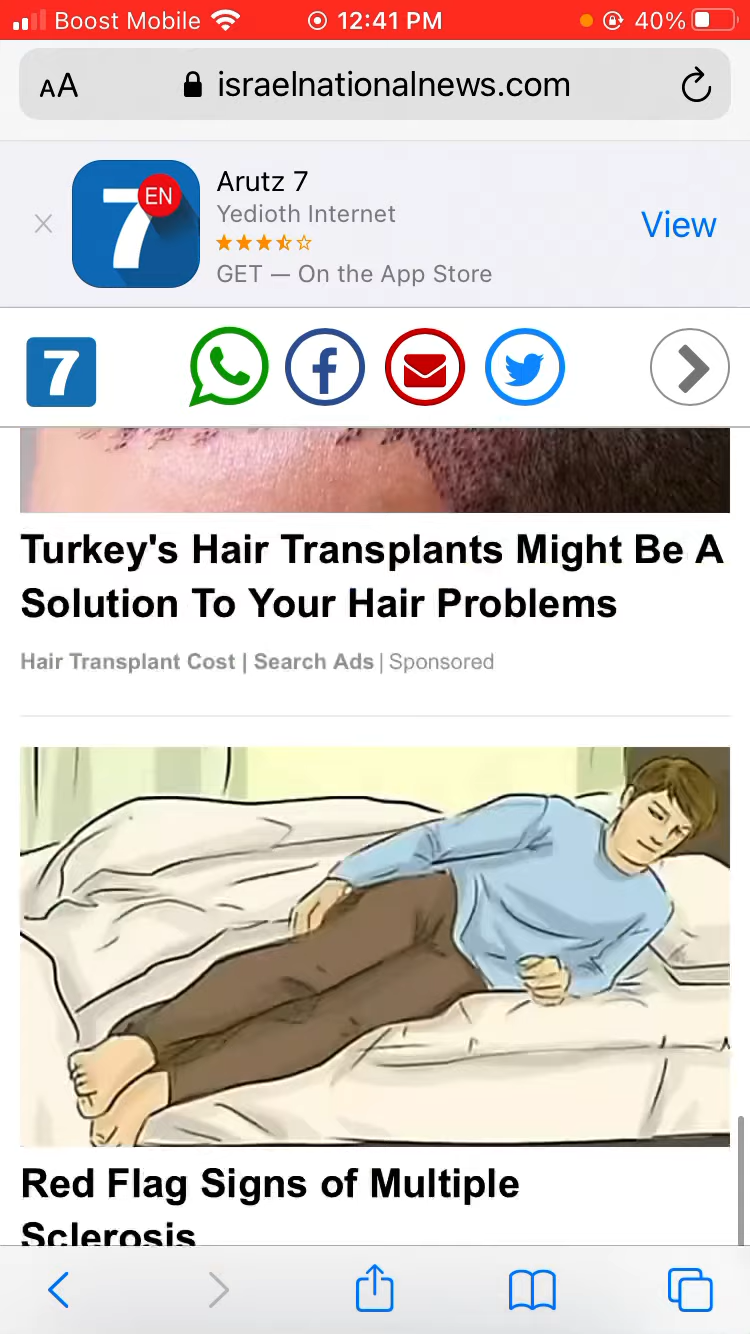 Boost Mobile 12:41 PM 40%
AA israelnationalnews.com
7 EN
Arutz 7
Yedioth Internet
View
GET — On the App Store
7
Turkey's Hair Transplants Might Be A
Solution To Your Hair Problems
Hair Transplant Cost | Search Ads | Sponsored
Red Flag Signs of Multiple
Sclerosis